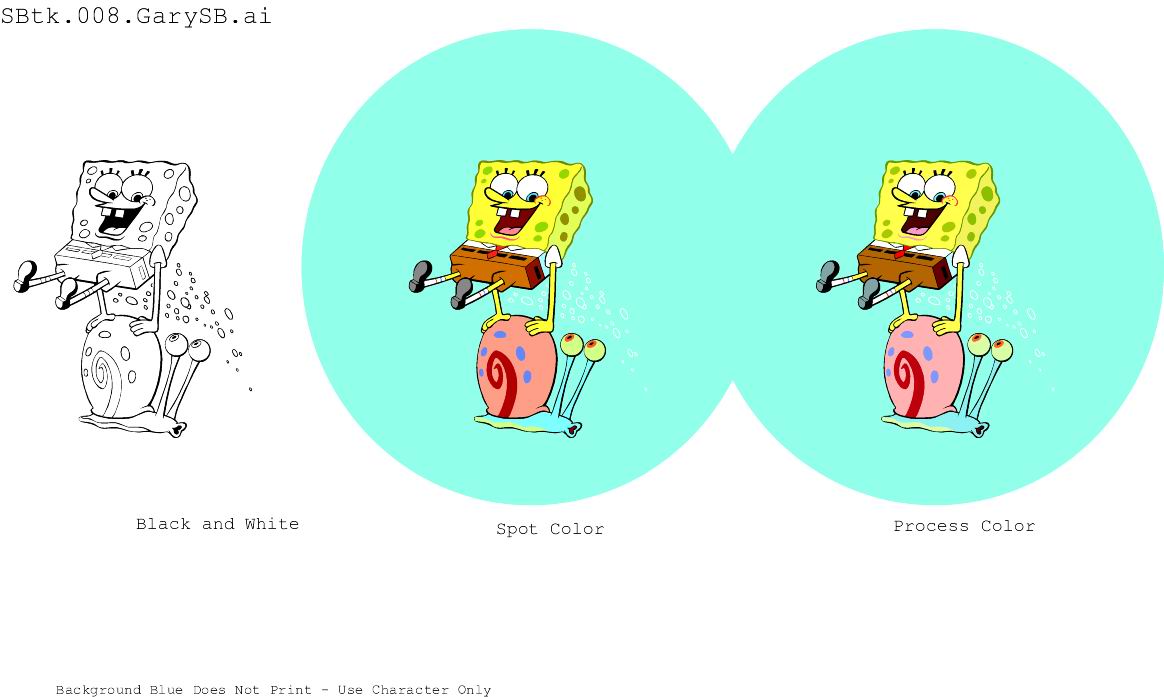 SBtk.008.GarySB.ai
Black and White
Spot Color
Process Color
Background Blue Does Not Print - Use Character Only